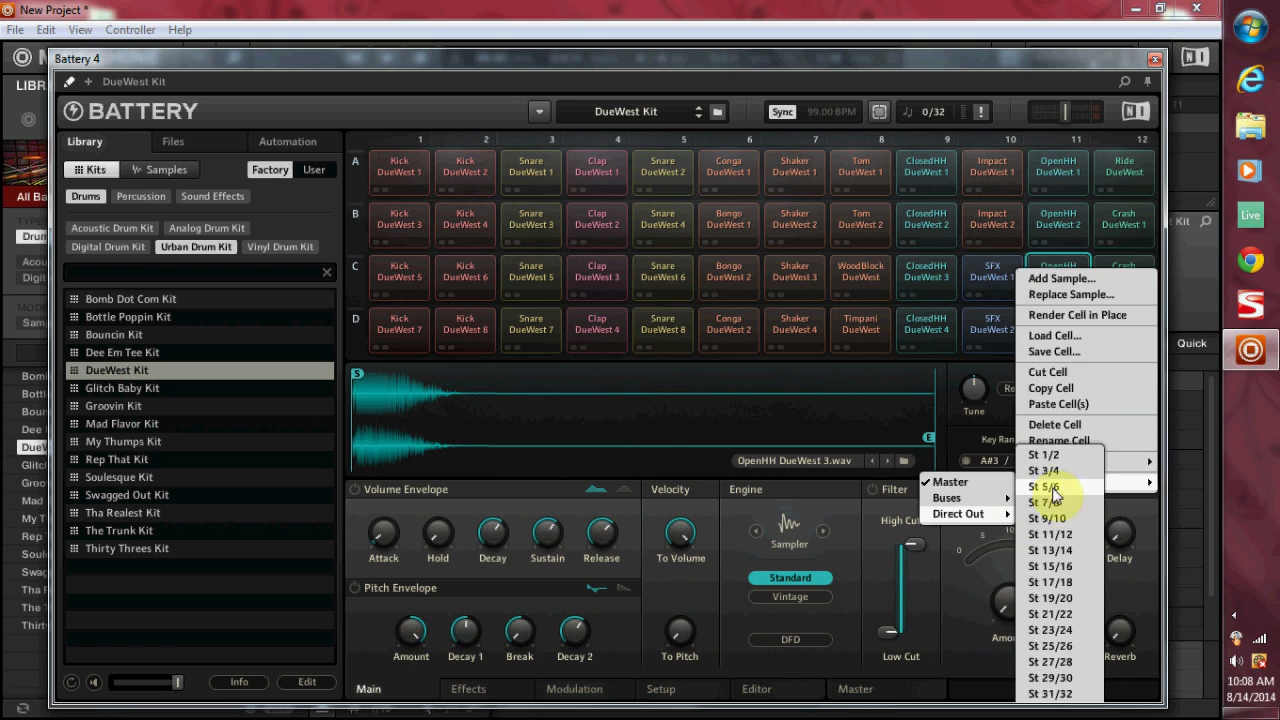 New Project *
File Edit View Controller Help
Battery 4
DueWest Kit
BATTERY
DueWest Kit
Sync 99.00 BPM 0/32
Library Files Automation
Kits Samples Factory User
Drums Percussion Sound Effects
Acoustic Drum Kit Analog Drum Kit
Digital Drum Kit Urban Drum Kit Vinyl Drum Kit
Bomb Dot Com Kit
Bottle Poppin Kit
Bouncin Kit
Dee Em Tee Kit
DueWest Kit
Glitch Baby Kit
Groovin Kit
Mad Flavor Kit
My Thumps Kit
Rep That Kit
Soulesque Kit
Swagged Out Kit
Tha Realest Kit
The Trunk Kit
Thirty Threes Kit
Info Edit
1 2 3 4 5 6 7 8 9 10 11 12
A
Kick DueWest 1
Kick DueWest 2
Snare DueWest 1
Clap DueWest 1
Snare DueWest 2
Conga DueWest 1
Shaker DueWest 1
Tom DueWest 1
ClosedHH DueWest 1
Impact DueWest 1
OpenHH DueWest 1
Ride DueWest
B
Kick DueWest 3
Kick DueWest 4
Snare DueWest 3
Clap DueWest 2
Snare DueWest 4
Bongo DueWest 1
Shaker DueWest 2
Tom DueWest 2
ClosedHH DueWest 2
Impact DueWest 2
OpenHH DueWest 2
Crash DueWest 1
C
Kick DueWest 5
Kick DueWest 6
Snare DueWest 5
Clap DueWest 3
Snare DueWest 6
Bongo DueWest 2
Shaker DueWest 3
WoodBlock DueWest
ClosedHH DueWest 3
SFX DueWest 1
OpenHH
Crash
D
Kick DueWest 7
Kick DueWest 8
Snare DueWest 7
Clap DueWest 4
Snare DueWest 8
Conga DueWest 2
Shaker DueWest 4
Timpani DueWest
ClosedHH DueWest 4
SFX DueWest 2
Add Sample...
Replace Sample...
Render Cell in Place
Load Cell...
Save Cell...
Cut Cell
Copy Cell
Paste Cell(s)
Delete Cell
Rename Cell
Master
Buses
Direct Out
St 1/2
St 3/4
St 5/6
St 7/8
St 9/10
St 11/12
St 13/14
St 15/16
St 17/18
St 19/20
St 21/22
St 23/24
St 25/26
St 27/28
St 29/30
St 31/32
S
E
OpenHH DueWest 3.wav
Tune
A#3 /
Volume Envelope Velocity Engine Filter
Attack Hold Decay Sustain Release To Volume
Sampler
High Cut
Delay
Standard
Vintage
Pitch Envelope
DFD
Amount Decay 1 Break Decay 2 To Pitch
Low Cut
Reverb
Main Effects Modulation Setup Editor Master
Quick
Live
10:08 AM
8/14/2014